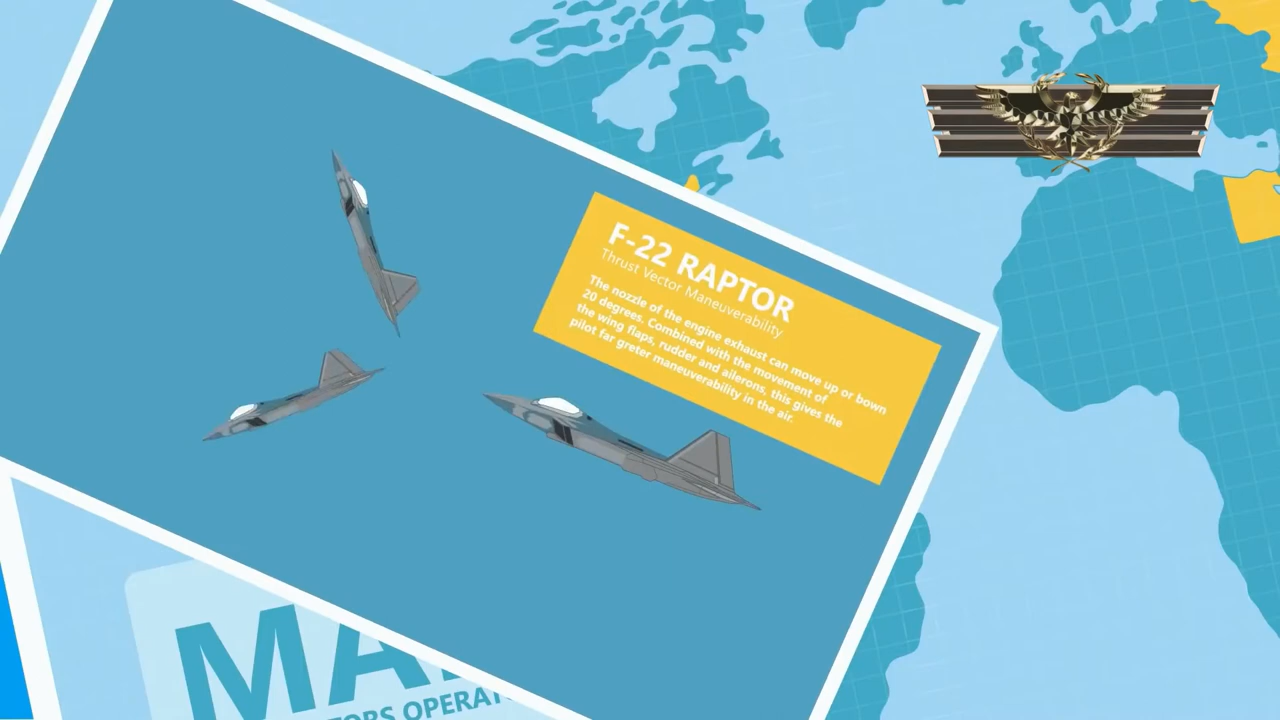 F-22 RAPTOR
Thrust Vector Maneuverability
The nozzle of the engine exhaust can move up or bown
20 degrees. Combined with the movement of
the wing flaps, rudder and ailerons, this gives the
pilot far greter maneuverability in the air.